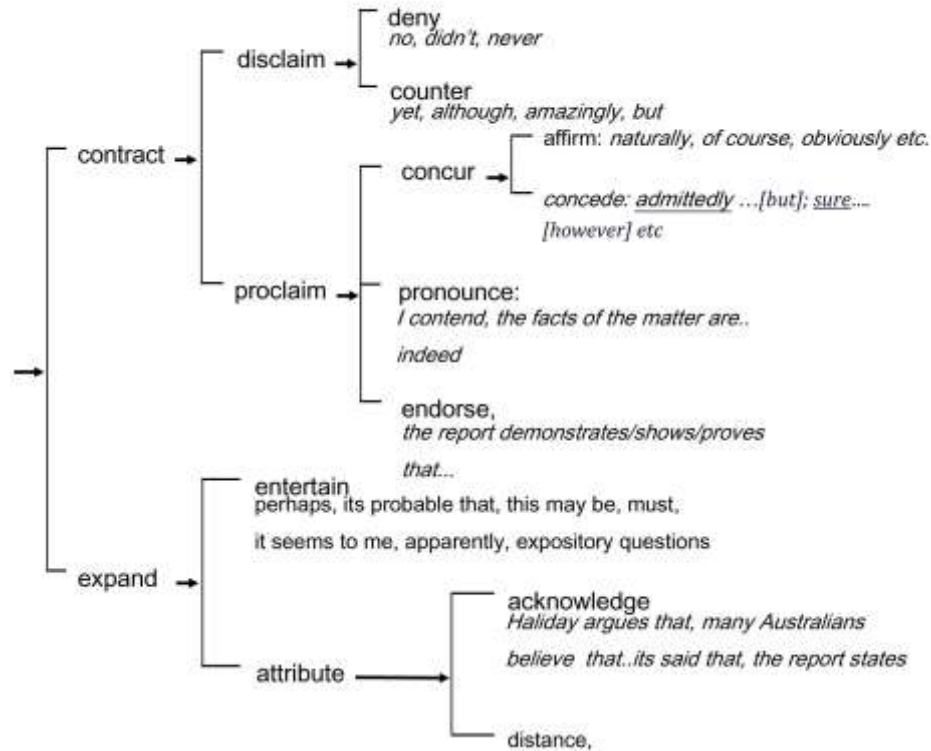 deny
no, didn't, never
disclaim
counter
yet, although, amazingly, but
contract
affirm: naturally, of course, obviously etc.
concur
concede: admittedly …[but]; sure....
[however] etc
proclaim
pronounce:
I contend, the facts of the matter are..
indeed
endorse,
the report demonstrates/shows/proves
that...
entertain
perhaps, its probable that, this may be, must,
it seems to me, apparently, expository questions
expand
acknowledge
Haliday argues that, many Australians
believe that..its said that, the report states
attribute
distance,